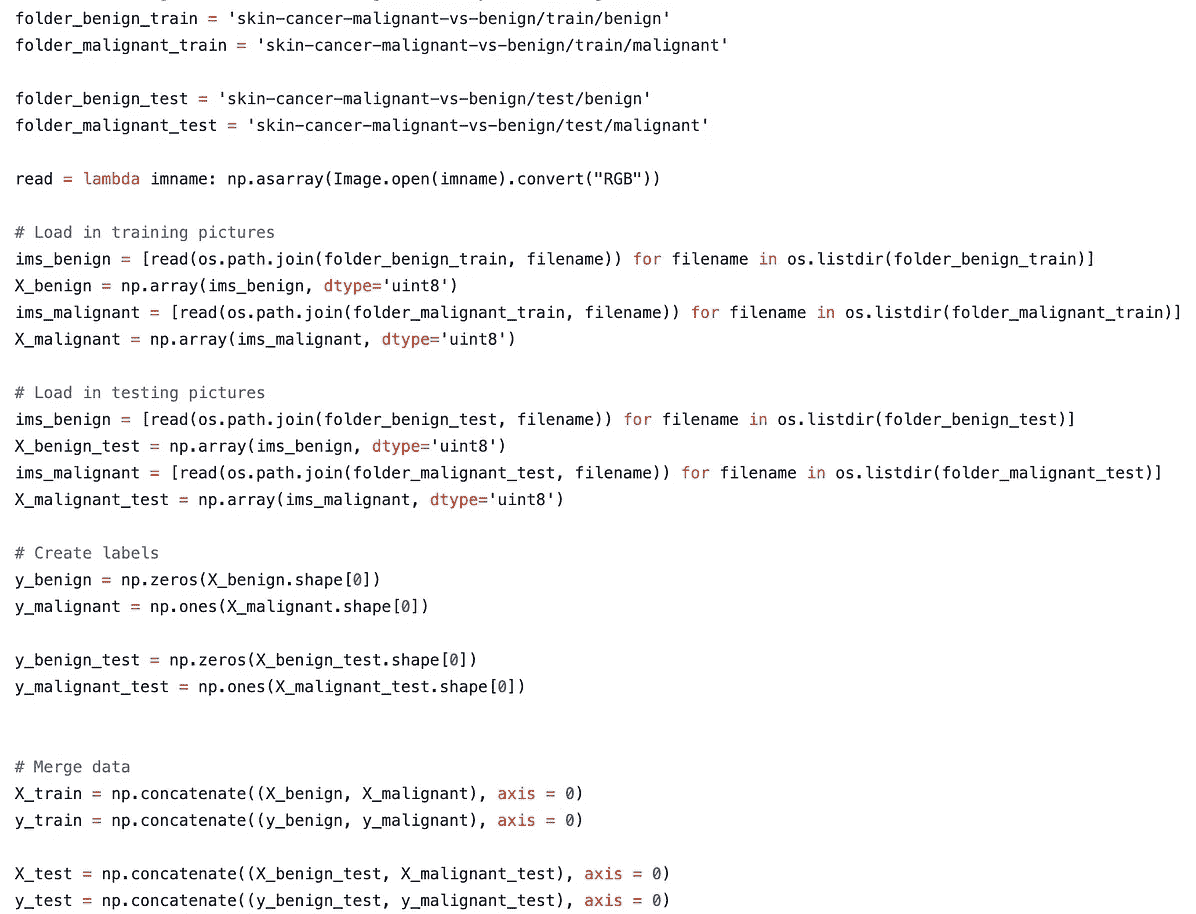 folder_benign_train = 'skin-cancer-malignant-vs-benign/train/benign'
folder_malignant_train = 'skin-cancer-malignant-vs-benign/train/malignant'
folder_benign_test = 'skin-cancer-malignant-vs-benign/test/benign'
folder_malignant_test = 'skin-cancer-malignant-vs-benign/test/malignant'
read = lambda imname: np.asarray(Image.open(imname).convert("RGB"))
# Load in training pictures
ims_benign = [read(os.path.join(folder_benign_train, filename)) for filename in os.listdir(folder_benign_train)]
X_benign = np.array(ims_benign, dtype='uint8')
ims_malignant = [read(os.path.join(folder_malignant_train, filename)) for filename in os.listdir(folder_malignant_train)]
X_malignant = np.array(ims_malignant, dtype='uint8')
# Load in testing pictures
ims_benign = [read(os.path.join(folder_benign_test, filename)) for filename in os.listdir(folder_benign_test)]
X_benign_test = np.array(ims_benign, dtype='uint8')
ims_malignant = [read(os.path.join(folder_malignant_test, filename)) for filename in os.listdir(folder_malignant_test)]
X_malignant_test = np.array(ims_malignant, dtype='uint8')
# Create labels
y_benign = np.zeros(X_benign.shape[0])
y_malignant = np.ones(X_malignant.shape[0])
y_benign_test = np.zeros(X_benign_test.shape[0])
y_malignant_test = np.ones(X_malignant_test.shape[0])
# Merge data
X_train = np.concatenate((X_benign, X_malignant), axis = 0)
y_train = np.concatenate((y_benign, y_malignant), axis = 0)
X_test = np.concatenate((X_benign_test, X_malignant_test), axis = 0)
y_test = np.concatenate((y_benign_test, y_malignant_test), axis = 0)